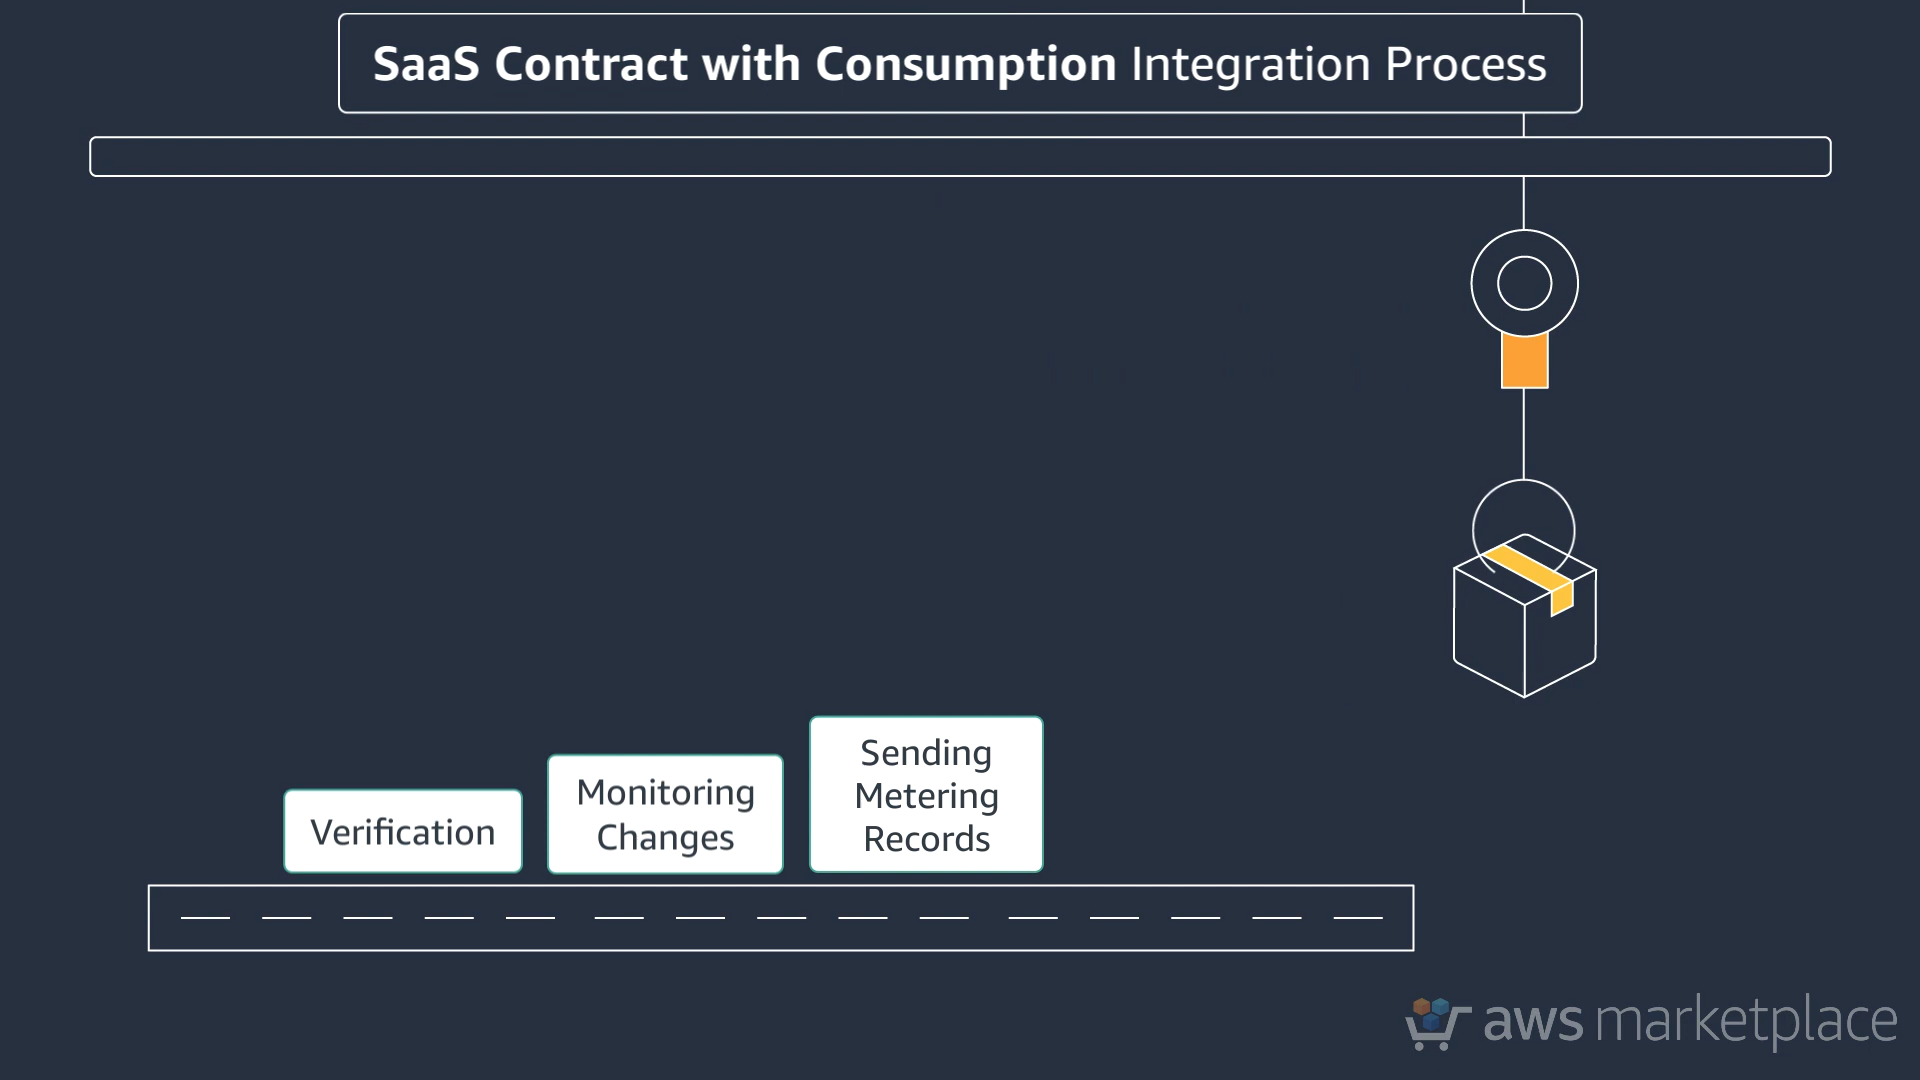 SaaS Contract with Consumption Integration Process
Verification
Monitoring
Changes
Sending
Metering
Records
aws marketplace